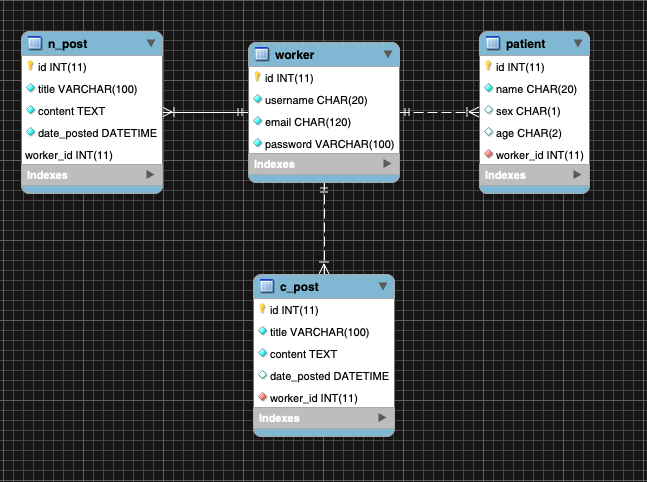 n_post
id INT(11)
title VARCHAR(100)
content TEXT
date_posted DATETIME
worker_id INT(11)
Indexes
worker
id INT(11)
username CHAR(20)
email CHAR(120)
password VARCHAR(100)
Indexes
patient
id INT(11)
name CHAR(20)
sex CHAR(1)
age CHAR(2)
worker_id INT(11)
Indexes
c_post
id INT(11)
title VARCHAR(100)
content TEXT
date_posted DATETIME
worker_id INT(11)
Indexes